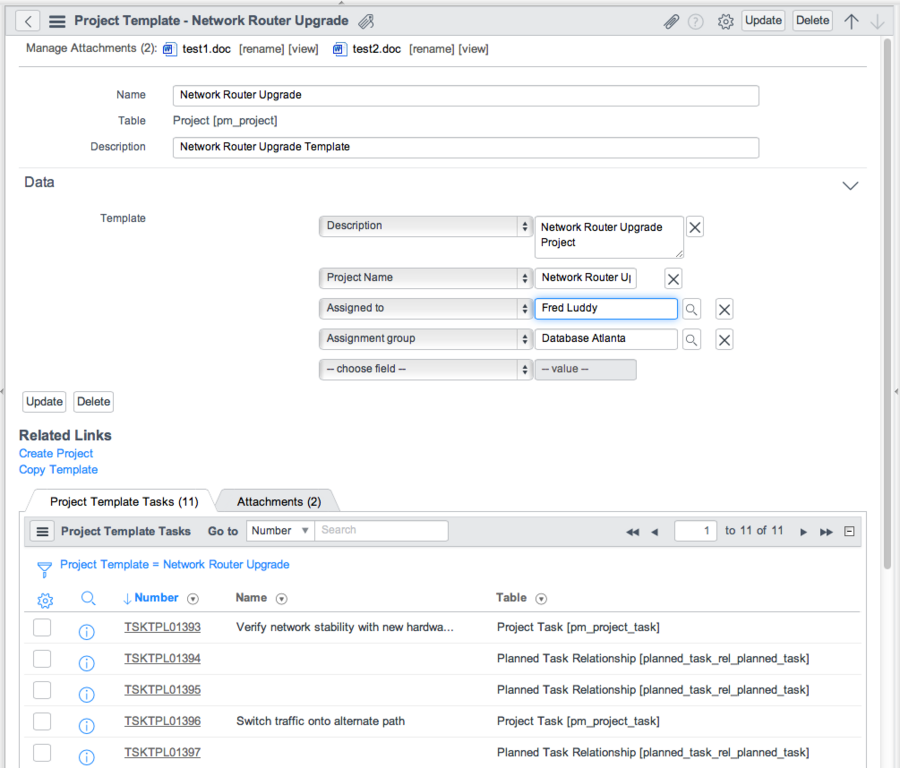 Project Template - Network Router Upgrade Update Delete
Manage Attachments (2): test1.doc [rename] [view] test2.doc [rename] [view]
Name Network Router Upgrade
Table Project [pm_project]
Description Network Router Upgrade Template
Data
Template
Description Network Router Upgrade
Project
Project Name Network Router Up
Assigned to Fred Luddy
Assignment group Database Atlanta
-- choose field -- -- value --
Update Delete
Related Links
Create Project
Copy Template
Project Template Tasks (11) Attachments (2)
Project Template Tasks Go to Number Search 1 to 11 of 11
Project Template = Network Router Upgrade
Number Name Table
TSKTPL01393 Verify network stability with new hardwa... Project Task [pm_project_task]
TSKTPL01394 Planned Task Relationship [planned_task_rel_planned_task]
TSKTPL01395 Planned Task Relationship [planned_task_rel_planned_task]
TSKTPL01396 Switch traffic onto alternate path Project Task [pm_project_task]
TSKTPL01397 Planned Task Relationship [planned_task_rel_planned_task]